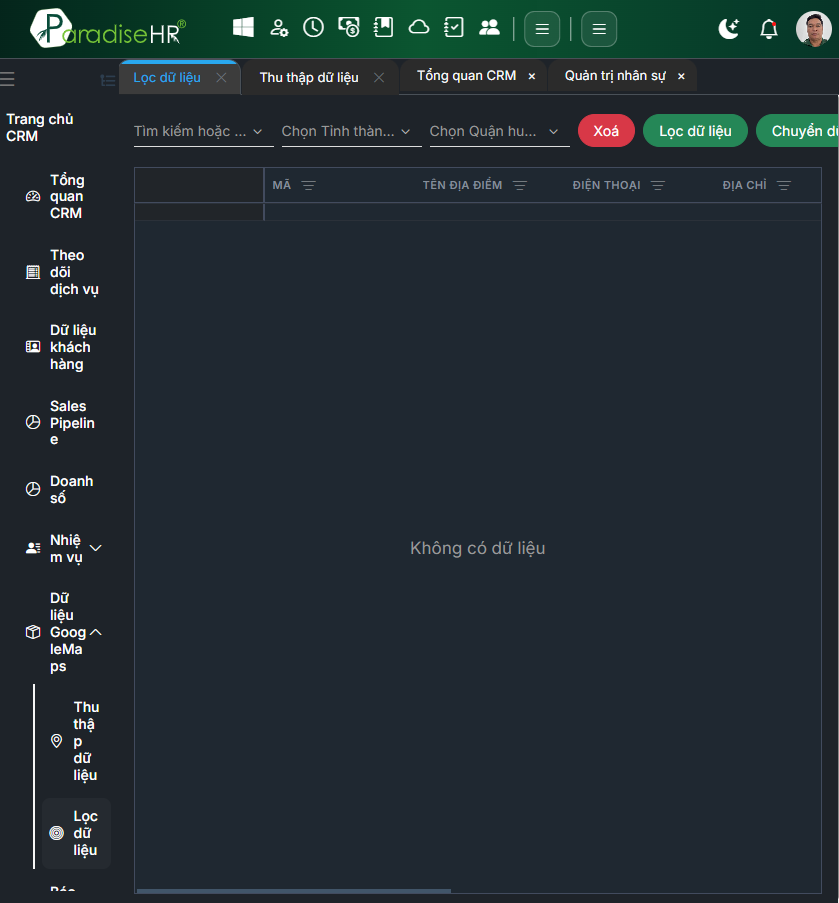 ParadiseHR®
Lọc dữ liệu
Thu thập dữ liệu
Tổng quan CRM ×
Quản trị nhân sự ×
Trang chủ
CRM
Tổng
quan
CRM
Theo
dõi
dịch vụ
Dữ liệu
khách
hàng
Sales
Pipelin
e
Doanh
số
Nhiệ
m vụ
Dữ
liệu
Goog
leMa
ps
Thu
thậ
p
dữ
liệu
Lọc
dữ
liệu
Tìm kiếm hoặc ...
Chọn Tỉnh thàn...
Chọn Quận hu...
Xoá
Lọc dữ liệu
Chuyển d
MÃ
TÊN ĐỊA ĐIỂM
ĐIỆN THOẠI
ĐỊA CHỈ
Không có dữ liệu